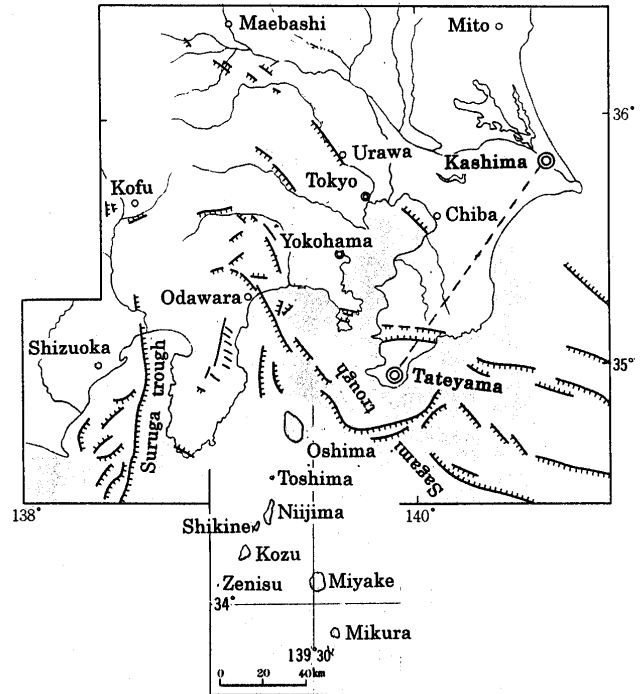 Maebashi
Mito
36°
Urawa
Kashima
Tokyo
Kofu
Chiba
Yokohama
Odawara
Shizuoka
35°
Suruga trough
trough
Tateyama
Oshima
Sagami
Toshima
138°
140°
Niijima
Shikine
Kozu
Zenisu
Miyake
34°
Mikura
139°30'
0 20 40km